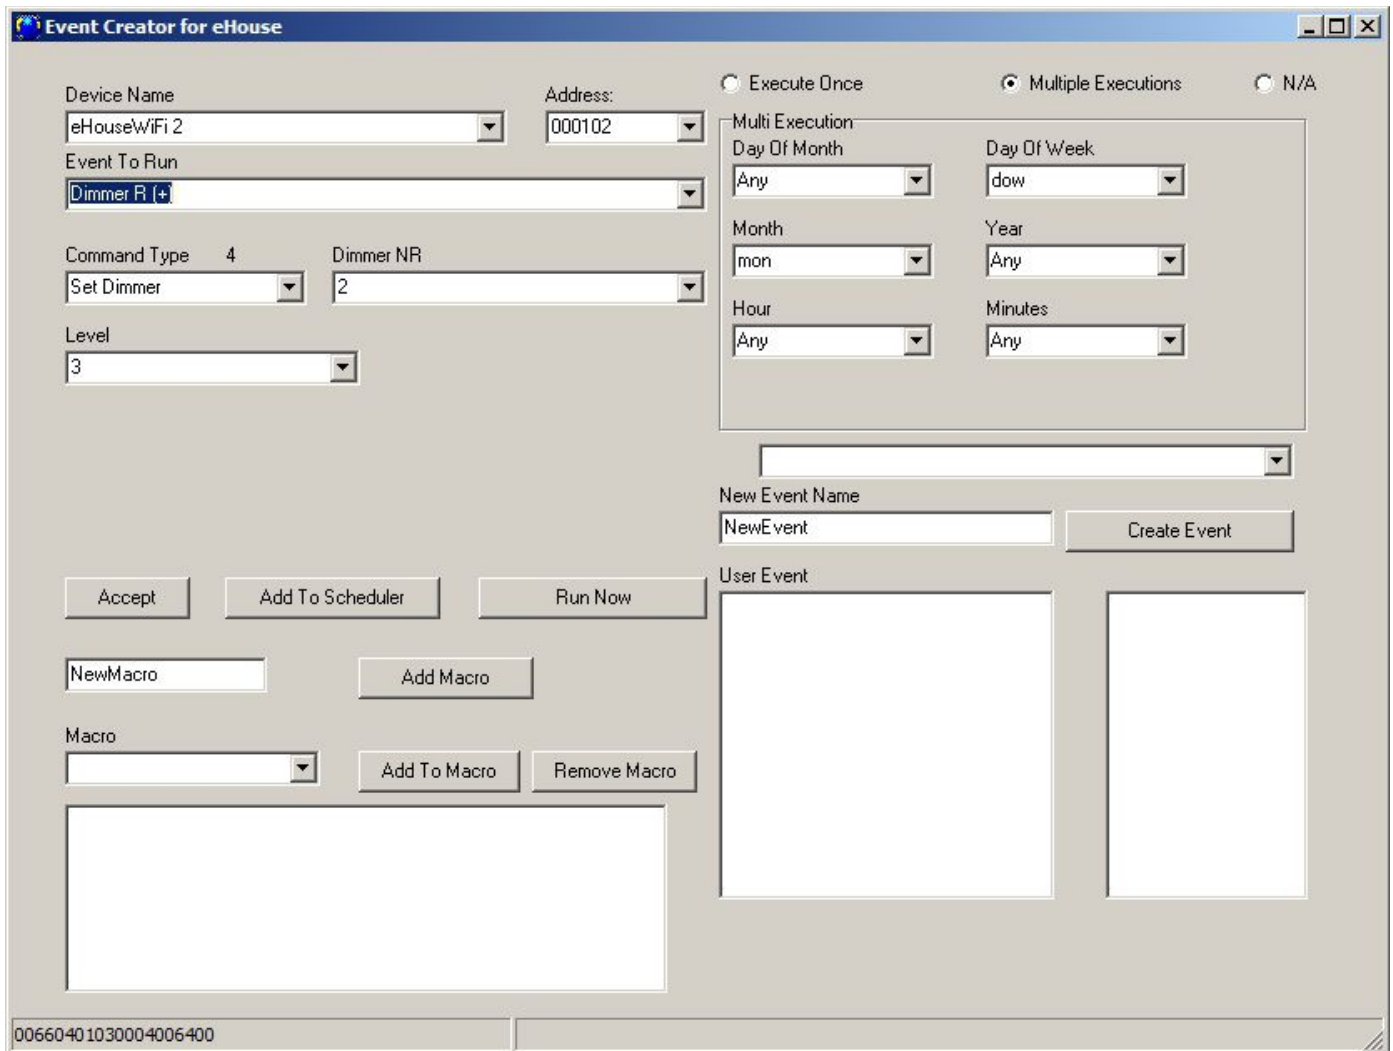 Event Creator for eHouse
Device Name
Address:
eHouseWiFi 2
000102
Event To Run
Dimmer R (+)
Command Type 4
Dimmer NR
Set Dimmer
2
Level
3
Accept
Add To Scheduler
Run Now
NewMacro
Add Macro
Macro
Add To Macro
Remove Macro
Execute Once
Multiple Executions
N/A
Multi Execution
Day Of Month
Day Of Week
Any
dow
Month
Year
mon
Any
Hour
Minutes
Any
Any
New Event Name
NewEvent
Create Event
User Event
00660401030004006400